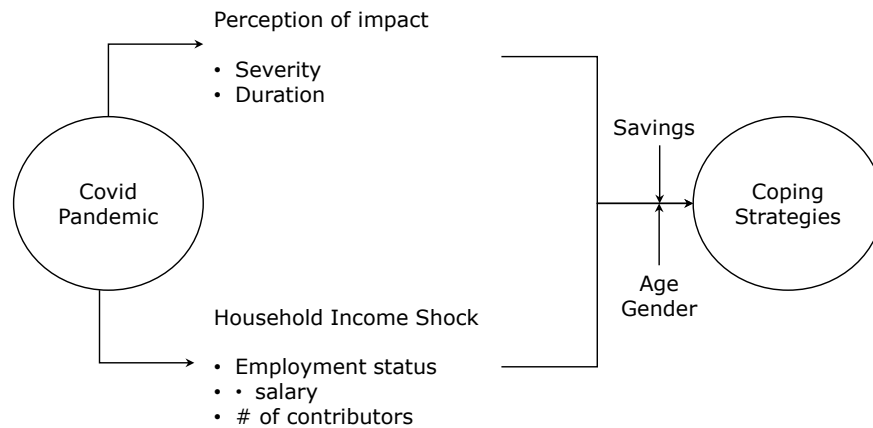 Perception of impact
• Severity
• Duration
Covid
Pandemic
Savings
Coping
Strategies
Age
Gender
Household Income Shock
• Employment status
• • salary
• # of contributors